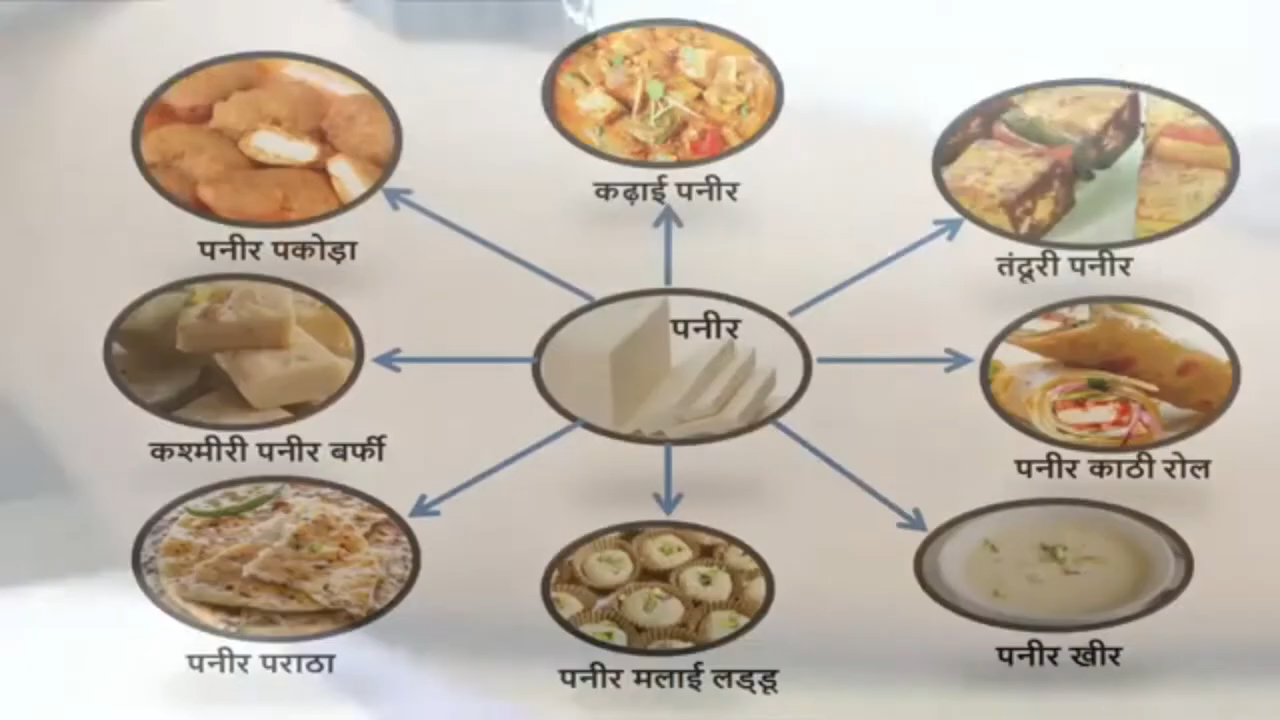 कढ़ाई पनीर
पनीर पकोड़ा
तंदूरी पनीर
पनीर
कश्मीरी पनीर बर्फी
पनीर काठी रोल
पनीर पराठा
पनीर मलाई लड्डू
पनीर खीर